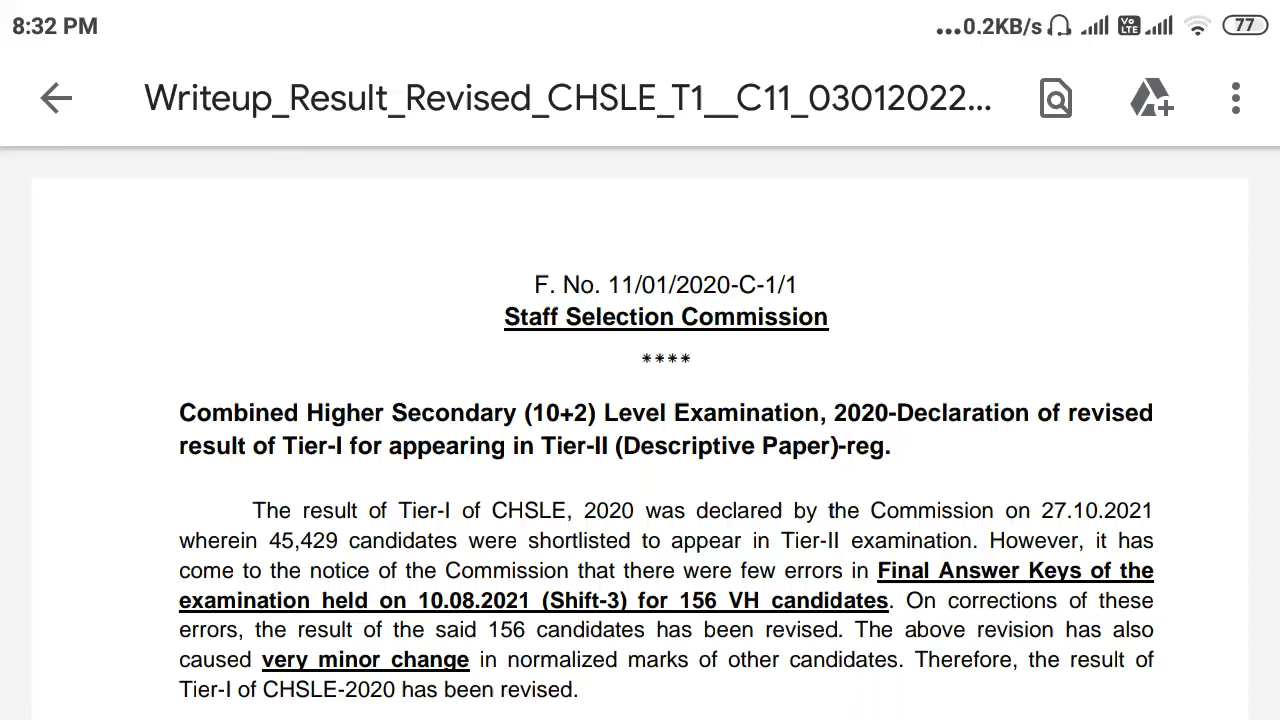 8:32 PM
...0.2KB/s Vo LTE 77
Writeup_Result_Revised_CHSLE_T1__C11_03012022...
F. No. 11/01/2020-C-1/1
Staff Selection Commission
****
Combined Higher Secondary (10+2) Level Examination, 2020-Declaration of revised
result of Tier-I for appearing in Tier-II (Descriptive Paper)-reg.
The result of Tier-I of CHSLE, 2020 was declared by the Commission on 27.10.2021
wherein 45,429 candidates were shortlisted to appear in Tier-II examination. However, it has
come to the notice of the Commission that there were few errors in Final Answer Keys of the
examination held on 10.08.2021 (Shift-3) for 156 VH candidates. On corrections of these
errors, the result of the said 156 candidates has been revised. The above revision has also
caused very minor change in normalized marks of other candidates. Therefore, the result of
Tier-I of CHSLE-2020 has been revised.